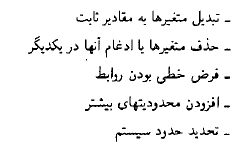 - تبدیل متغیرها به مقادیر ثابت
- حذف متغیرها یا ادغام آنها در یکدیگر
- فرض خطی بودن روابط
- افزودن محدودیتهای بیشتر
- تحدید حدود سیستم